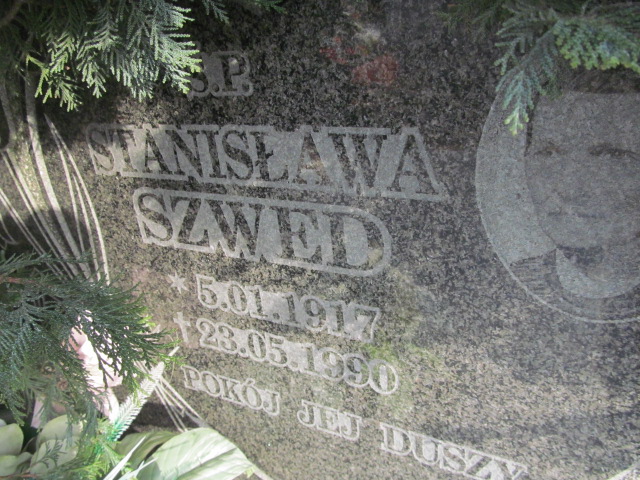 Ś.P.
STANISŁAWA
SZWED
* 5.01.1917
† 23.05.1990
POKÓJ JEJ DUSZY